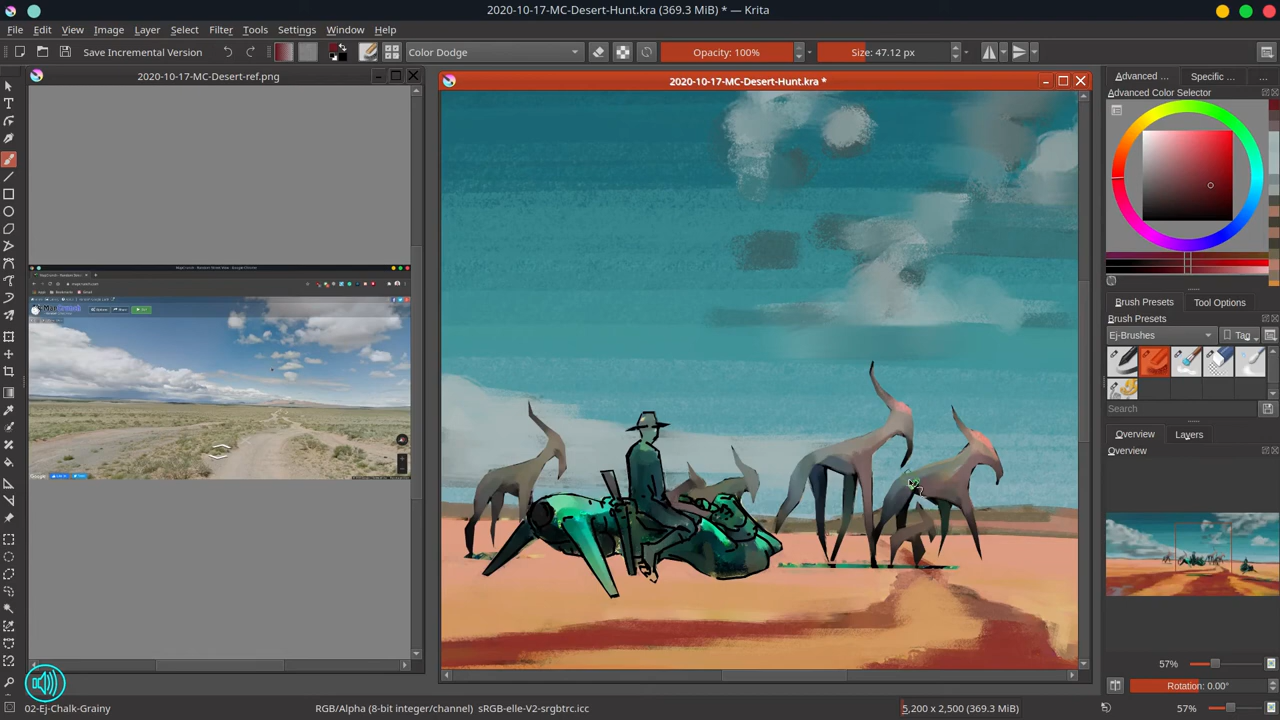 2020-10-17-MC-Desert-Hunt.kra (369.3 MiB) * — Krita
File Edit View Image Layer Select Filter Tools Settings Window Help
Save Incremental Version Color Dodge Opacity: 100% Size: 47.12 px
2020-10-17-MC-Desert-ref.png
2020-10-17-MC-Desert-Hunt.kra *
Advanced ... Specific ... ...
Advanced Color Selector
Brush Presets Tool Options
Brush Presets
Ej-Brushes Tag
Search
Overview Layers
Overview
57%
Rotation: 0.00°
02-Ej-Chalk-Grainy RGB/Alpha (8-bit integer/channel) sRGB-elle-V2-srgbtrc.icc 5,200 x 2,500 (369.3 MiB) 57%